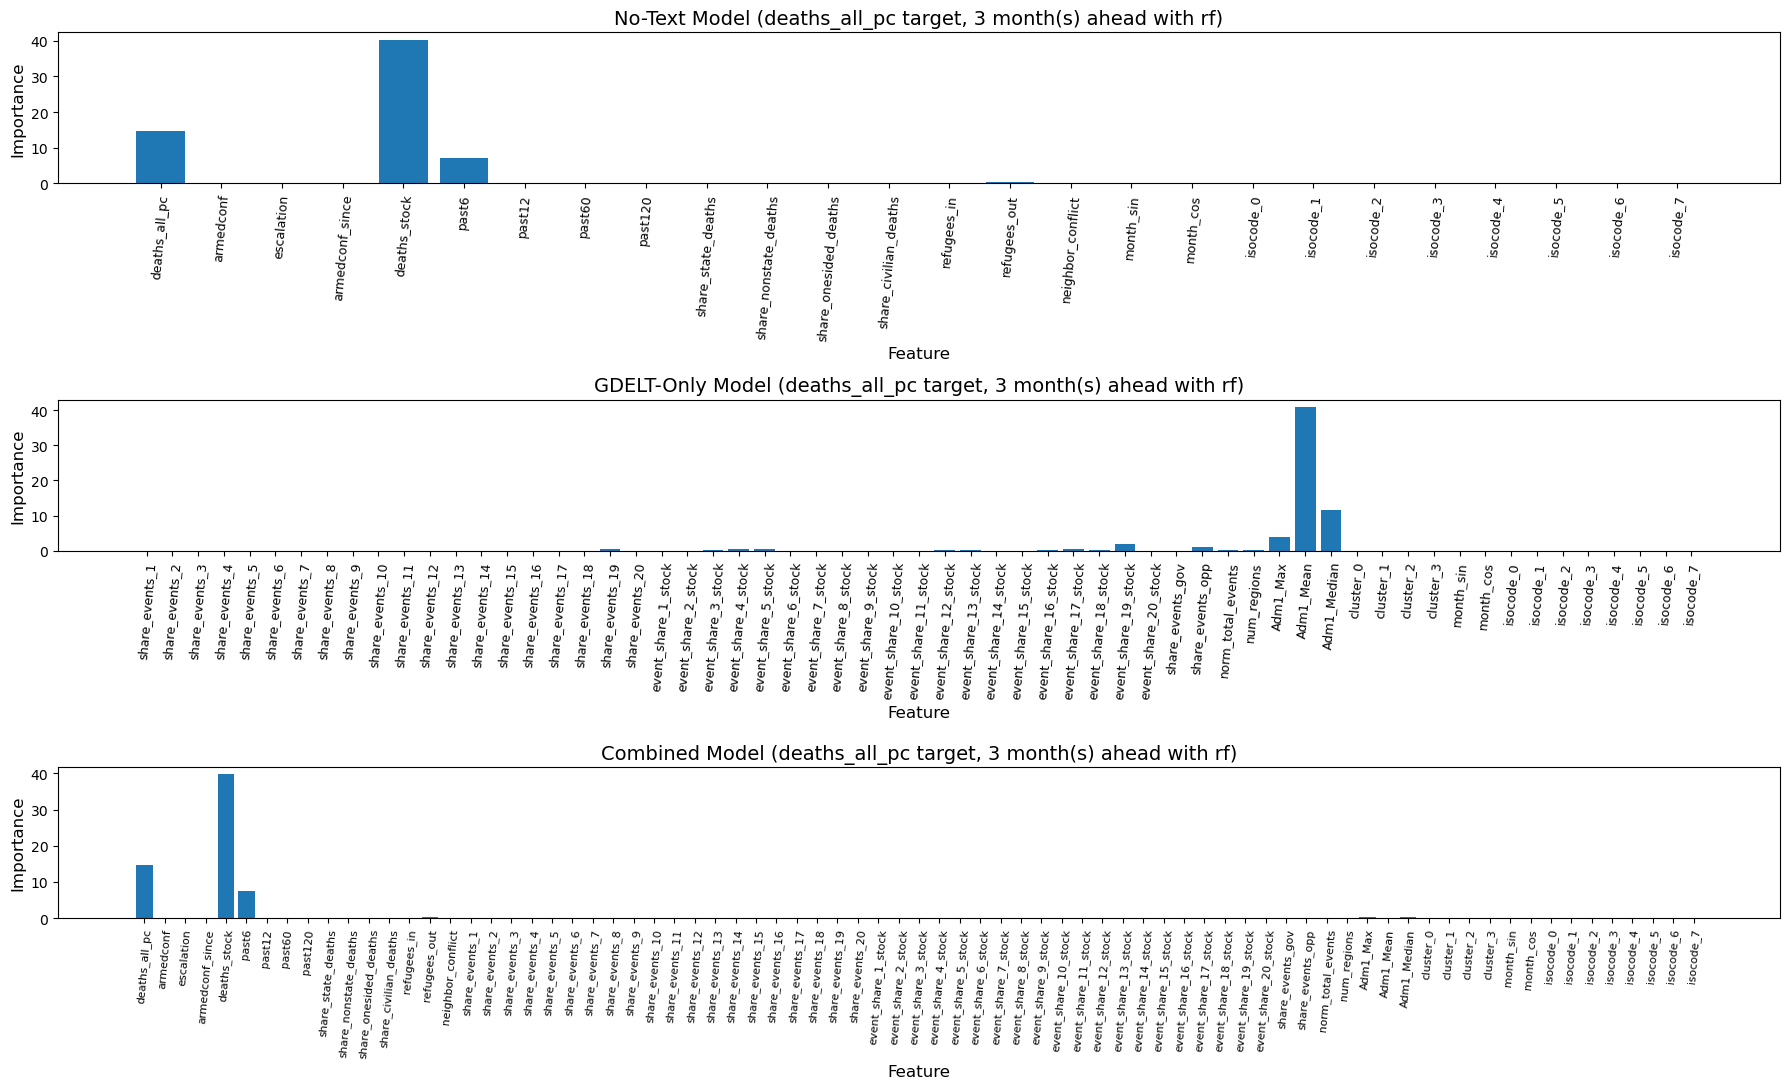 No-Text Model (deaths_all_pc target, 3 month(s) ahead with rf)
Importance
40
30
20
10
0
deaths_all_pc
armedconf
escalation
armedconf_since
deaths_stock
past6
past12
past60
past120
share_state_deaths
share_nonstate_deaths
share_onesided_deaths
share_civilian_deaths
refugees_in
refugees_out
neighbor_conflict
month_sin
month_cos
isocode_0
isocode_1
isocode_2
isocode_3
isocode_4
isocode_5
isocode_6
isocode_7
Feature
GDELT-Only Model (deaths_all_pc target, 3 month(s) ahead with rf)
Importance
40
30
20
10
0
share_events_1
share_events_2
share_events_3
share_events_4
share_events_5
share_events_6
share_events_7
share_events_8
share_events_9
share_events_10
share_events_11
share_events_12
share_events_13
share_events_14
share_events_15
share_events_16
share_events_17
share_events_18
share_events_19
share_events_20
event_share_1_stock
event_share_2_stock
event_share_3_stock
event_share_4_stock
event_share_5_stock
event_share_6_stock
event_share_7_stock
event_share_8_stock
event_share_9_stock
event_share_10_stock
event_share_11_stock
event_share_12_stock
event_share_13_stock
event_share_14_stock
event_share_15_stock
event_share_16_stock
event_share_17_stock
event_share_18_stock
event_share_19_stock
event_share_20_stock
share_events_gov
share_events_opp
norm_total_events
num_regions
Adm1_Max
Adm1_Mean
Adm1_Median
cluster_0
cluster_1
cluster_2
cluster_3
month_sin
month_cos
isocode_0
isocode_1
isocode_2
isocode_3
isocode_4
isocode_5
isocode_6
isocode_7
Feature
Combined Model (deaths_all_pc target, 3 month(s) ahead with rf)
Importance
40
30
20
10
0
deaths_all_pc
armedconf
escalation
armedconf_since
deaths_stock
past6
past12
past60
past120
share_state_deaths
share_nonstate_deaths
share_onesided_deaths
share_civilian_deaths
refugees_in
refugees_out
neighbor_conflict
share_events_1
share_events_2
share_events_3
share_events_4
share_events_5
share_events_6
share_events_7
share_events_8
share_events_9
share_events_10
share_events_11
share_events_12
share_events_13
share_events_14
share_events_15
share_events_16
share_events_17
share_events_18
share_events_19
share_events_20
event_share_1_stock
event_share_2_stock
event_share_3_stock
event_share_4_stock
event_share_5_stock
event_share_6_stock
event_share_7_stock
event_share_8_stock
event_share_9_stock
event_share_10_stock
event_share_11_stock
event_share_12_stock
event_share_13_stock
event_share_14_stock
event_share_15_stock
event_share_16_stock
event_share_17_stock
event_share_18_stock
event_share_19_stock
event_share_20_stock
share_events_gov
share_events_opp
norm_total_events
num_regions
Adm1_Max
Adm1_Mean
Adm1_Median
cluster_0
cluster_1
cluster_2
cluster_3
month_sin
month_cos
isocode_0
isocode_1
isocode_2
isocode_3
isocode_4
isocode_5
isocode_6
isocode_7
Feature